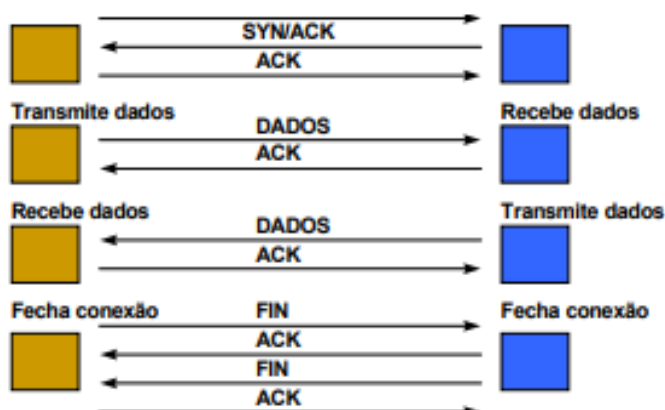 SYN/ACK
ACK
Transmite dados
Recebe dados
DADOS
ACK
Recebe dados
Transmite dados
DADOS
ACK
Fecha conexão
FIN
Fecha conexão
ACK
FIN
ACK